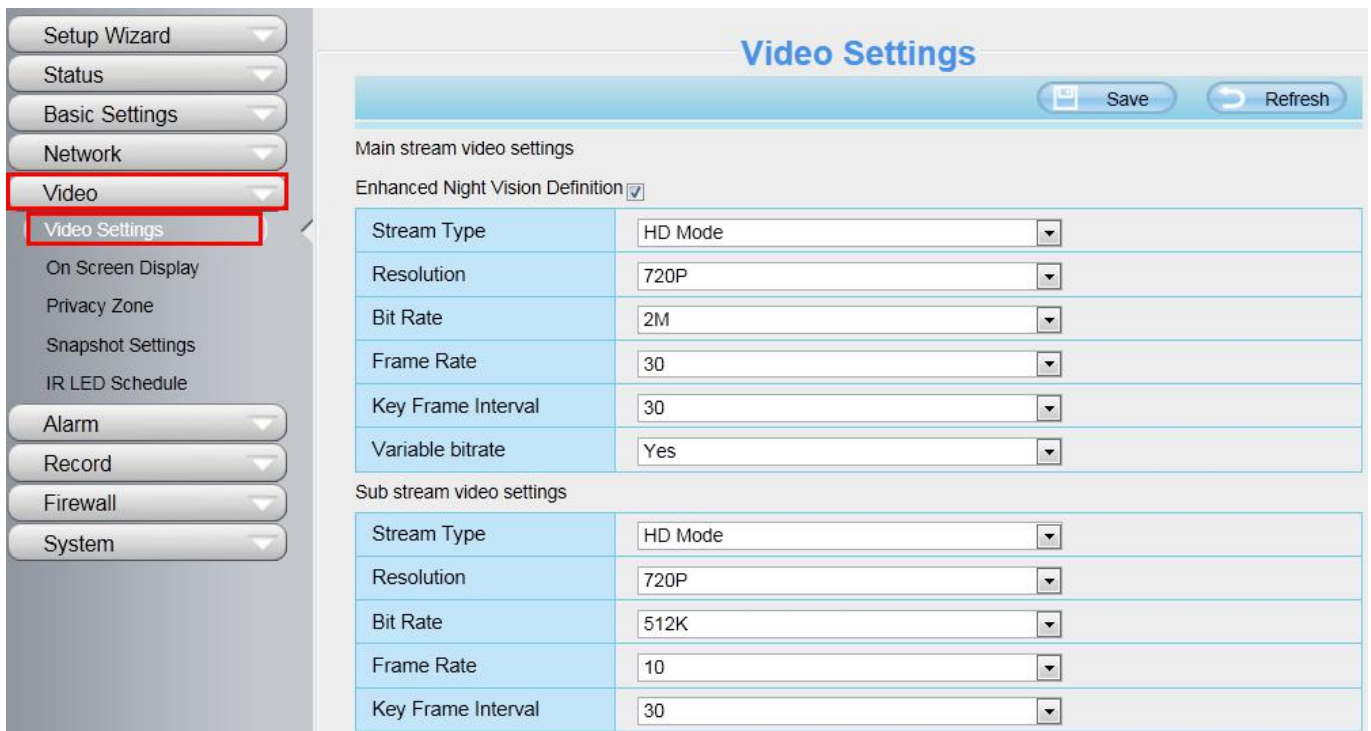 Setup Wizard
Status
Basic Settings
Network
Video
Video Settings
On Screen Display
Privacy Zone
Snapshot Settings
IR LED Schedule
Alarm
Record
Firewall
System
Video Settings
Save Refresh
Main stream video settings
Enhanced Night Vision Definition
Stream Type HD Mode
Resolution 720P
Bit Rate 2M
Frame Rate 30
Key Frame Interval 30
Variable bitrate Yes
Sub stream video settings
Stream Type HD Mode
Resolution 720P
Bit Rate 512K
Frame Rate 10
Key Frame Interval 30